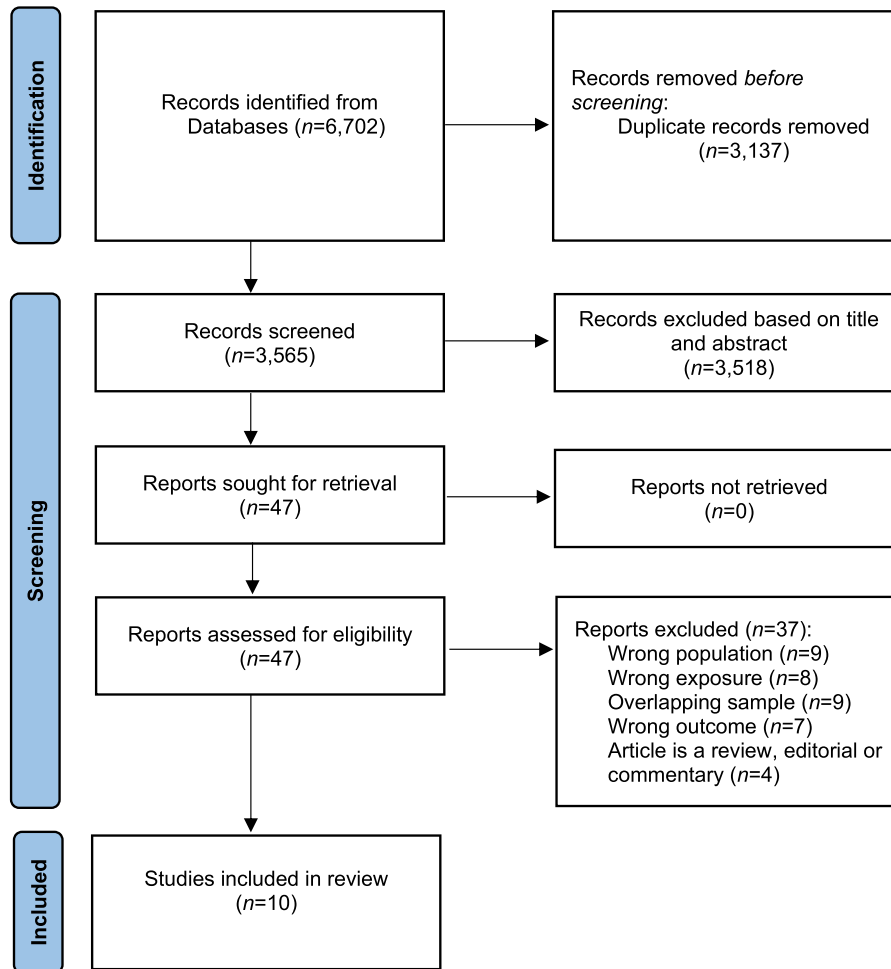 Identification
Records identified from
Databases (n=6,702)
Records removed before
screening:
Duplicate records removed
(n=3,137)
Screening
Records screened
(n=3,565)
Records excluded based on title
and abstract
(n=3,518)
Reports sought for retrieval
(n=47)
Reports not retrieved
(n=0)
Reports assessed for eligibility
(n=47)
Reports excluded (n=37):
Wrong population (n=9)
Wrong exposure (n=8)
Overlapping sample (n=9)
Wrong outcome (n=7)
Article is a review, editorial or
commentary (n=4)
Included
Studies included in review
(n=10)